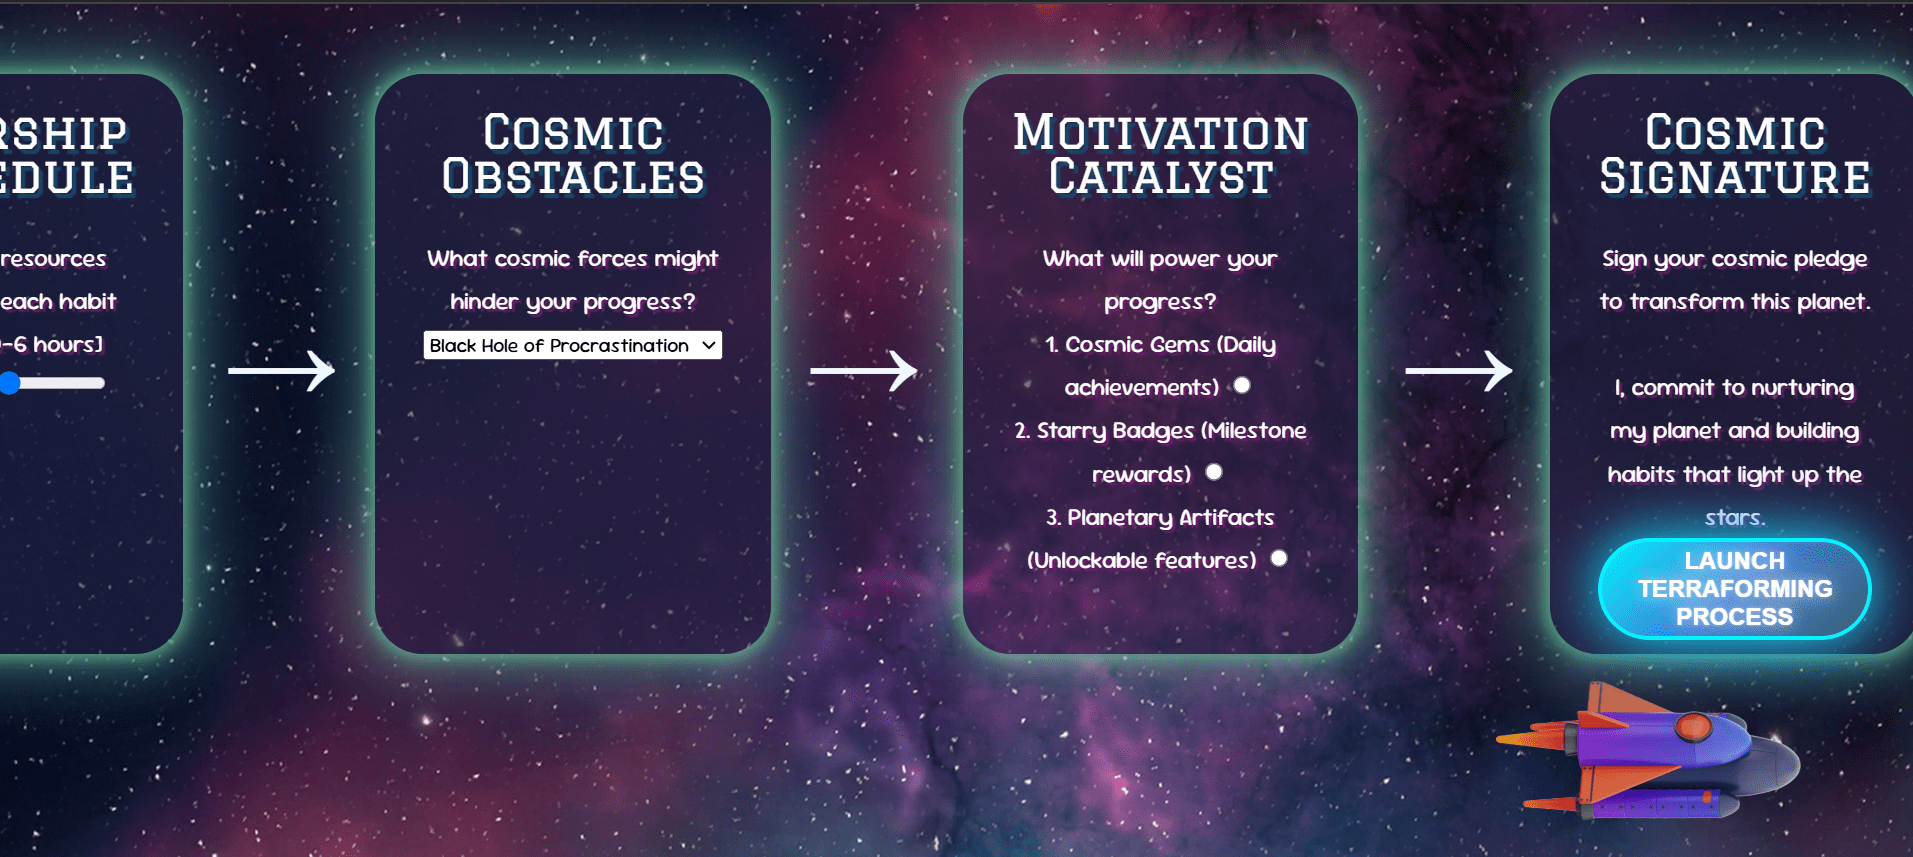 RSHIP
EDULE
resources
each habit
-6 hours]
Cosmic
Obstacles
What cosmic forces might
hinder your progress?
Black Hole of Procrastination
Motivation
Catalyst
What will power your
progress?
1. Cosmic Gems (Daily
achievements)
2. Starry Badges (Milestone
rewards)
3. Planetary Artifacts
(Unlockable features)
Cosmic
Signature
Sign your cosmic pledge
to transform this planet.
I, commit to nurturing
my planet and building
habits that light up the
stars.
LAUNCH
TERRAFORMING
PROCESS